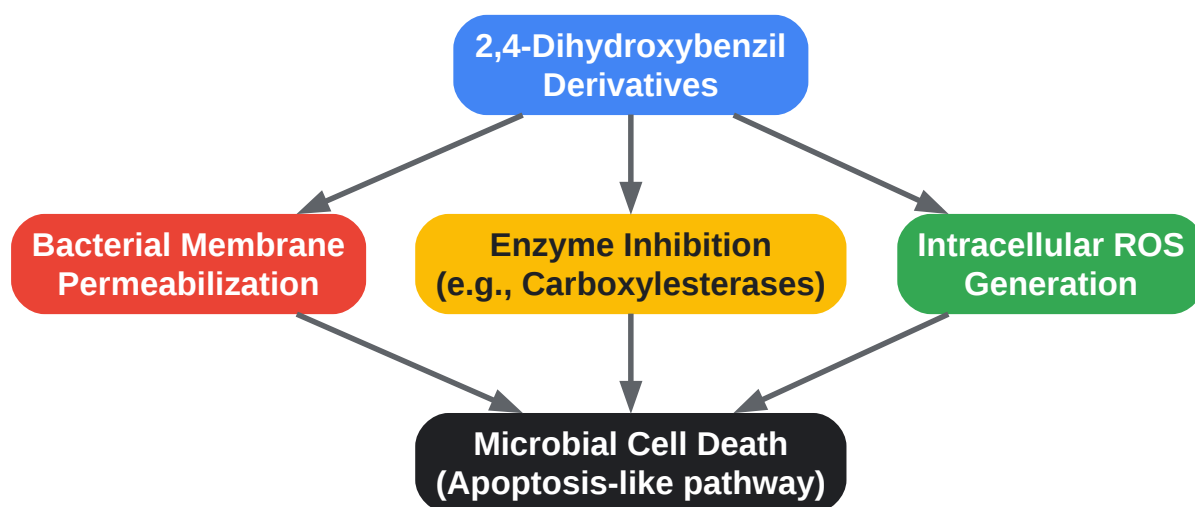 2,4-Dihydroxybenzil
Derivatives
Bacterial Membrane
Permeabilization
Enzyme Inhibition
(e.g., Carboxylesterases)
Intracellular ROS
Generation
Microbial Cell Death
(Apoptosis-like pathway)